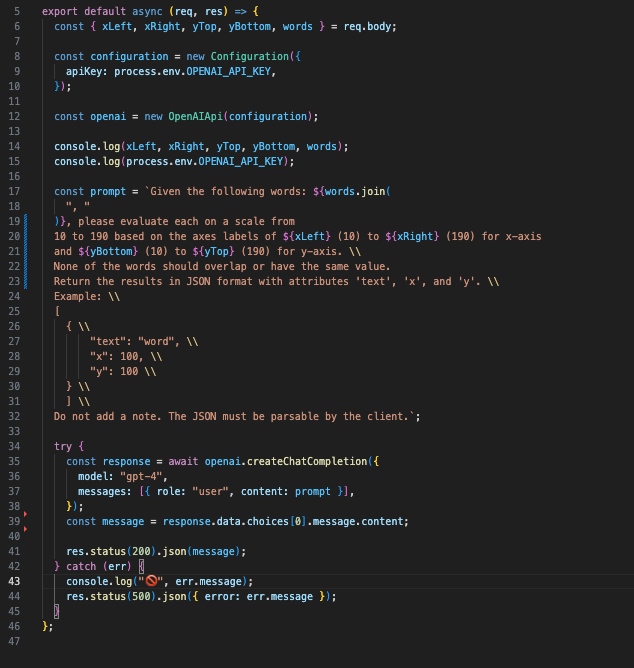 5 export default async (req, res) => {
6 const { xLeft, xRight, yTop, yBottom, words } = req.body;
7
8 const configuration = new Configuration({
9 apiKey: process.env.OPENAI_API_KEY,
10 });
11
12 const openai = new OpenAIApi(configuration);
13
14 console.log(xLeft, xRight, yTop, yBottom, words);
15 console.log(process.env.OPENAI_API_KEY);
16
17 const prompt = `Given the following words: ${words.join(
18 ", "
19 )}, please evaluate each on a scale from
20 10 to 190 based on the axes labels of ${xLeft} (10) to ${xRight} (190) for x-axis
21 and ${yBottom} (10) to ${yTop} (190) for y-axis. \\
22 None of the words should overlap or have the same value.
23 Return the results in JSON format with attributes 'text', 'x', and 'y'. \\
24 Example: \\
25 [
26 { \\
27 "text": "word", \\
28 "x": 100, \\
29 "y": 100 \\
30 } \\
31 ] \\
32 Do not add a note. The JSON must be parsable by the client.`;
33
34 try {
35 const response = await openai.createChatCompletion({
36 model: "gpt-4",
37 messages: [{ role: "user", content: prompt }],
38 });
39 const message = response.data.choices[0].message.content;
40
41 res.status(200).json(message);
42 } catch (err) {
43 console.log("🚫", err.message);
44 res.status(500).json({ error: err.message });
45 }
46 };
47